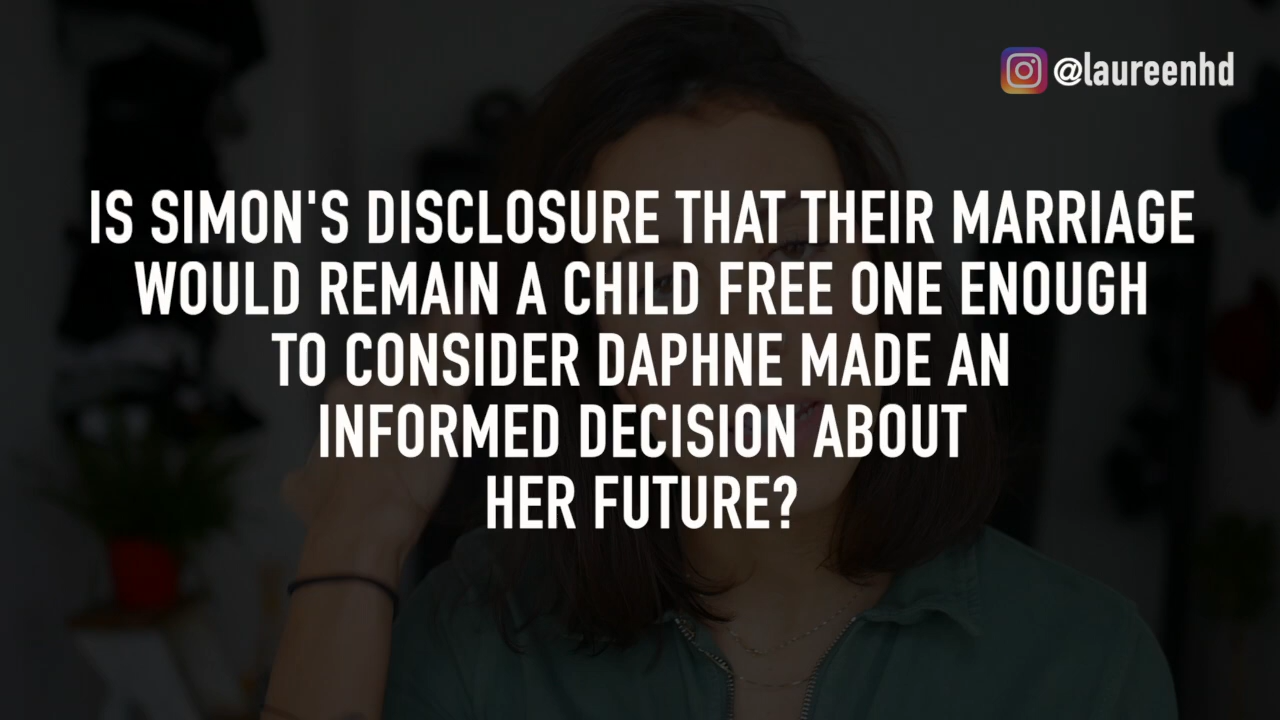 @laureenhd
IS SIMON'S DISCLOSURE THAT THEIR MARRIAGE
WOULD REMAIN A CHILD FREE ONE ENOUGH
TO CONSIDER DAPHNE MADE AN
INFORMED DECISION ABOUT
HER FUTURE?